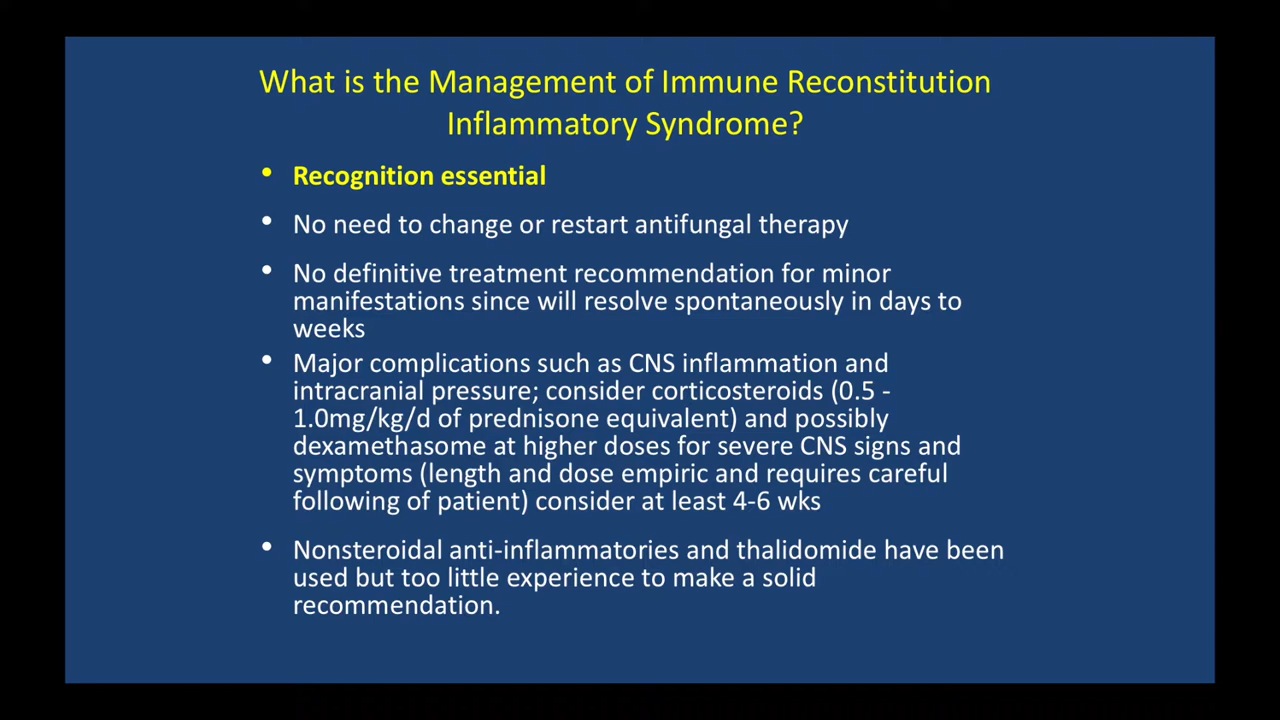 What is the Management of Immune Reconstitution
Inflammatory Syndrome?
• Recognition essential
• No need to change or restart antifungal therapy
• No definitive treatment recommendation for minor
manifestations since will resolve spontaneously in days to
weeks
• Major complications such as CNS inflammation and
intracranial pressure; consider corticosteroids (0.5 -
1.0mg/kg/d of prednisone equivalent) and possibly
dexamethasome at higher doses for severe CNS signs and
symptoms (length and dose empiric and requires careful
following of patient) consider at least 4-6 wks
• Nonsteroidal anti-inflammatories and thalidomide have been
used but too little experience to make a solid
recommendation.